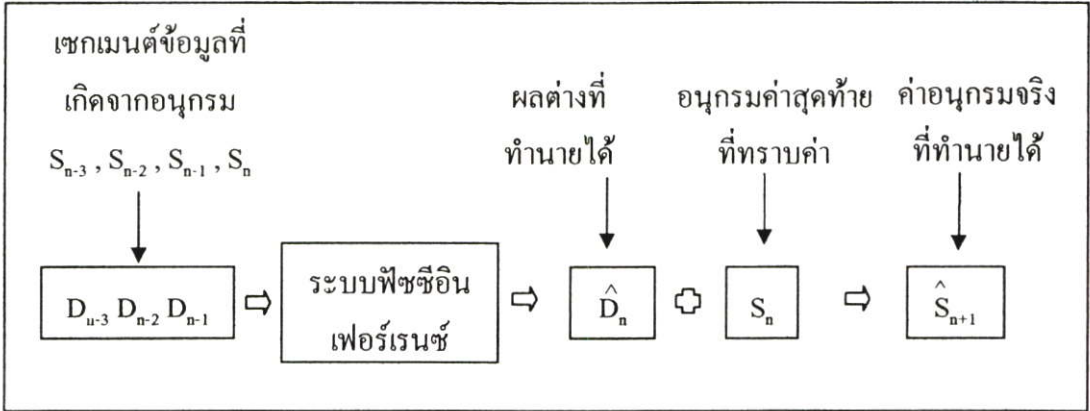 เซกเมนต์ข้อมูลที่
เกิดจากอนุกรม
S_{n-3} , S_{n-2} , S_{n-1} , S_n
ผลต่างที่
ทำนายได้
อนุกรมค่าสุดท้าย
ที่ทราบค่า
ค่าอนุกรมจริง
ที่ทำนายได้
D_{n-3} D_{n-2} D_{n-1}
ระบบฟัซซีอิน
เฟอร์เรนซ์
D̂_n
S_n
Ŝ_{n+1}